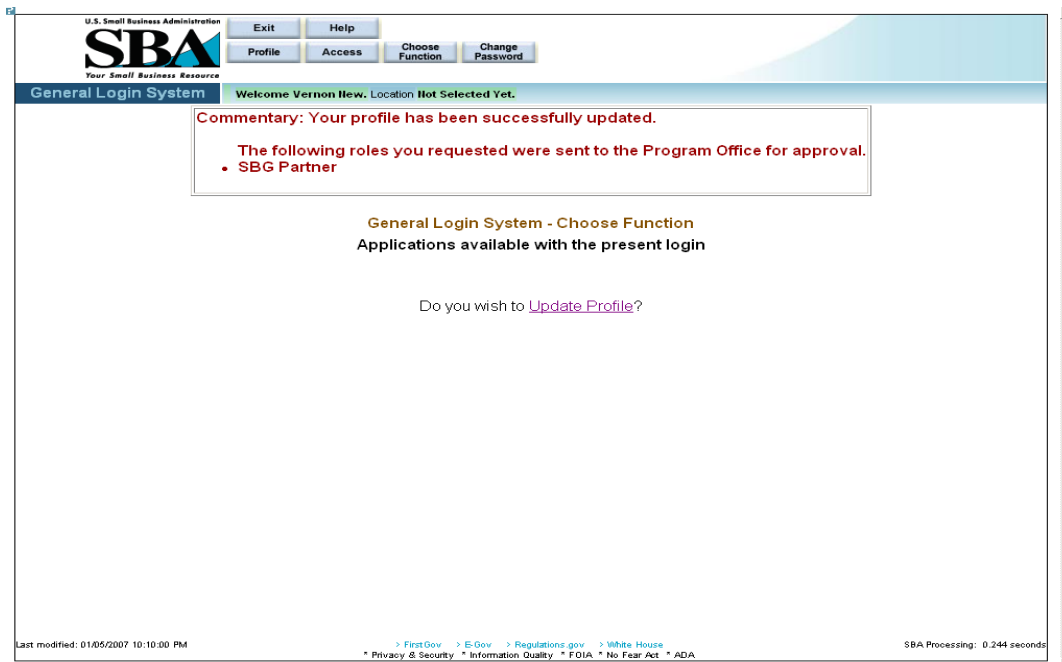 U.S. Small Business Administration
SBA
Your Small Business Resource
Exit Help
Profile Access Choose Function Change Password
General Login System Welcome Vernon New. Location Not Selected Yet.
Commentary: Your profile has been successfully updated.
The following roles you requested were sent to the Program Office for approval.
• SBG Partner
General Login System - Choose Function
Applications available with the present login
Do you wish to Update Profile?
Last modified: 01/05/2007 10:10:00 PM > FirstGov > E-Gov > Regulations.gov > White House SBA Processing: 0.244 seconds
* Privacy & Security * Information Quality * FOIA * No Fear Act * ADA